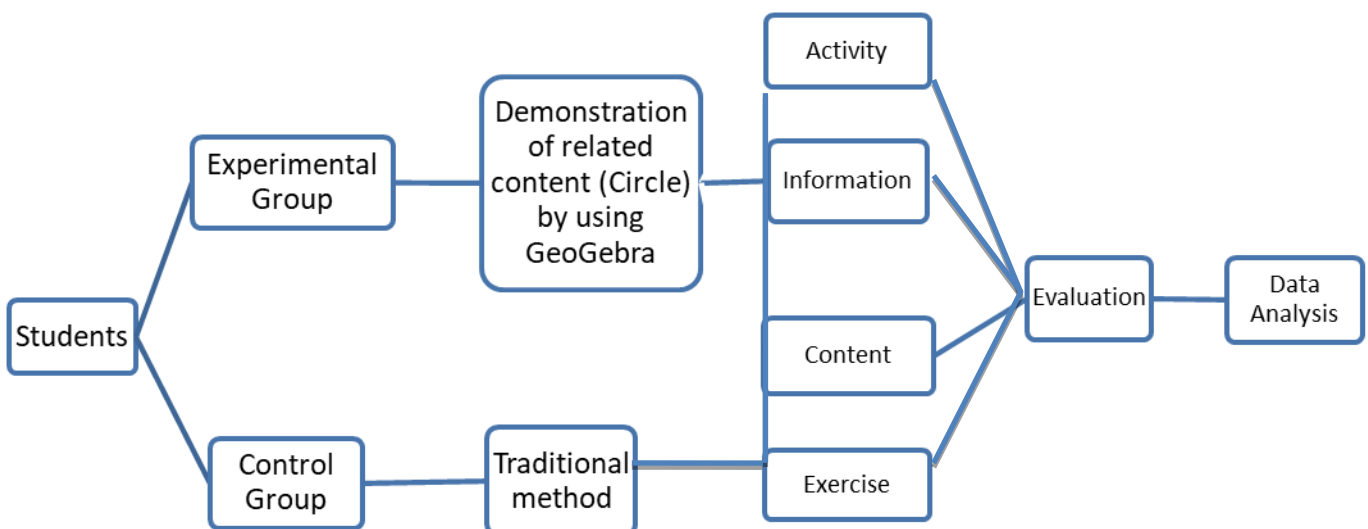 Students
Experimental
Group
Control
Group
Demonstration
of related
content (Circle)
by using
GeoGebra
Traditional
method
Activity
Information
Content
Exercise
Evaluation
Data
Analysis